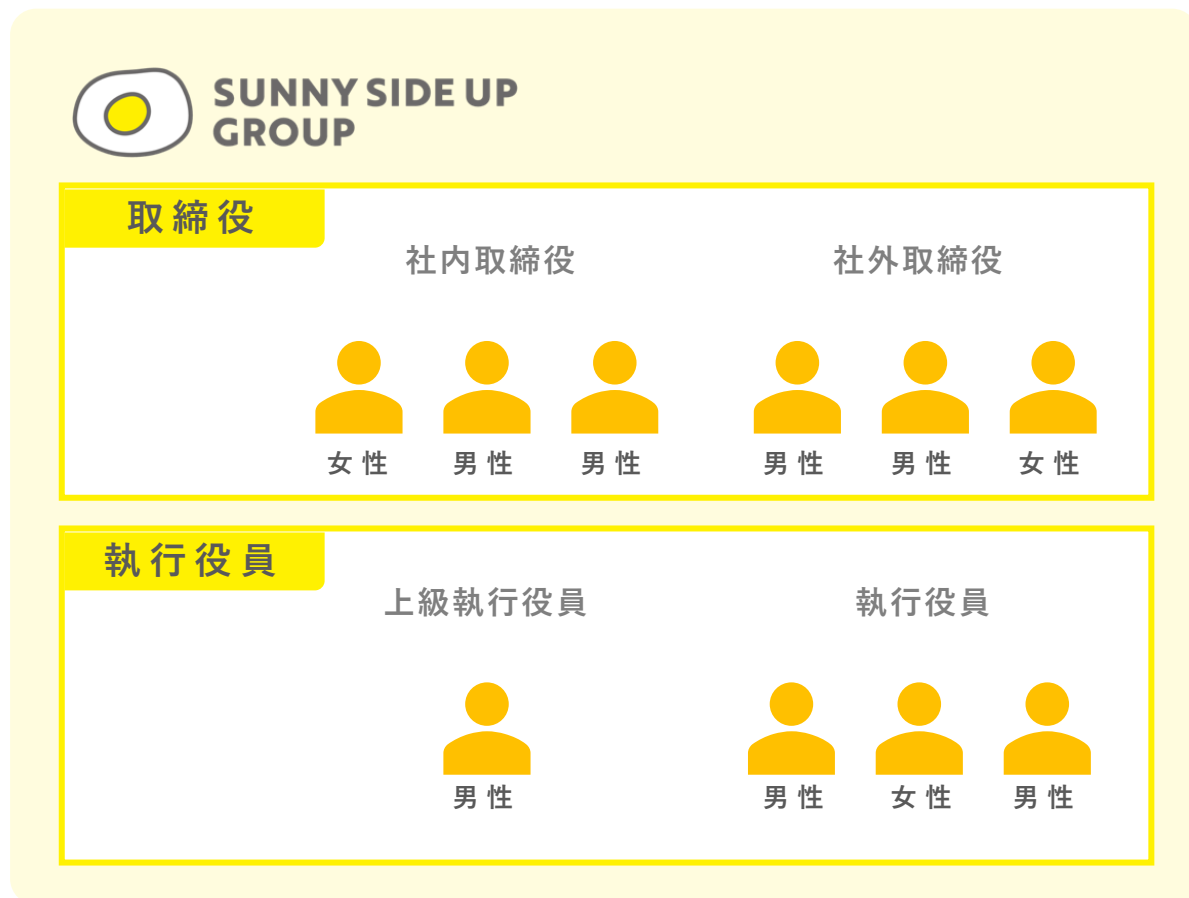 SUNNY SIDE UP
GROUP
取締役
社内取締役
社外取締役
女性 男性 男性
男性 男性 女性
執行役員
上級執行役員
執行役員
男性
男性 女性 男性